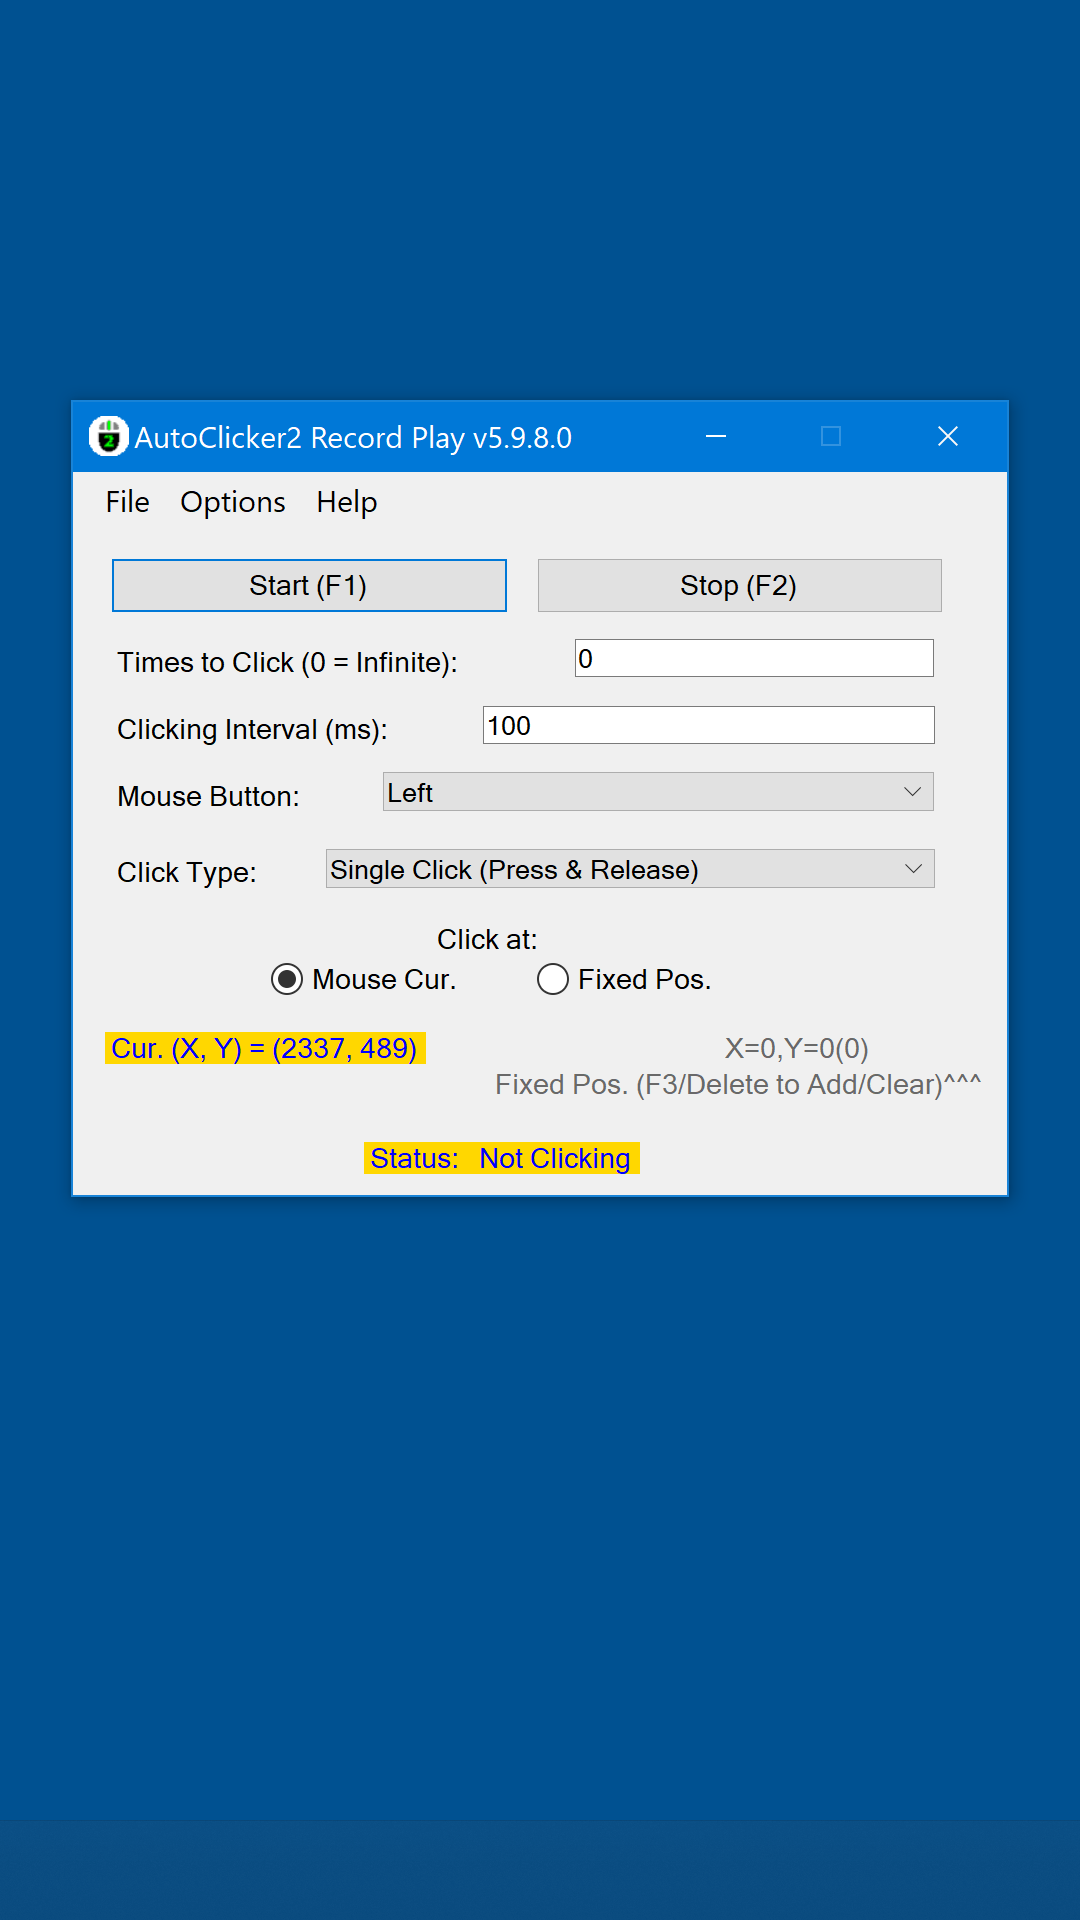 AutoClicker2 Record Play v5.9.8.0
File Options Help
Start (F1) Stop (F2)
Times to Click (0 = Infinite): 0
Clicking Interval (ms): 100
Mouse Button: Left
Click Type: Single Click (Press & Release)
Click at:
Mouse Cur. Fixed Pos.
Cur. (X, Y) = (2337, 489) X=0,Y=0(0)
Fixed Pos. (F3/Delete to Add/Clear)^^^
Status: Not Clicking